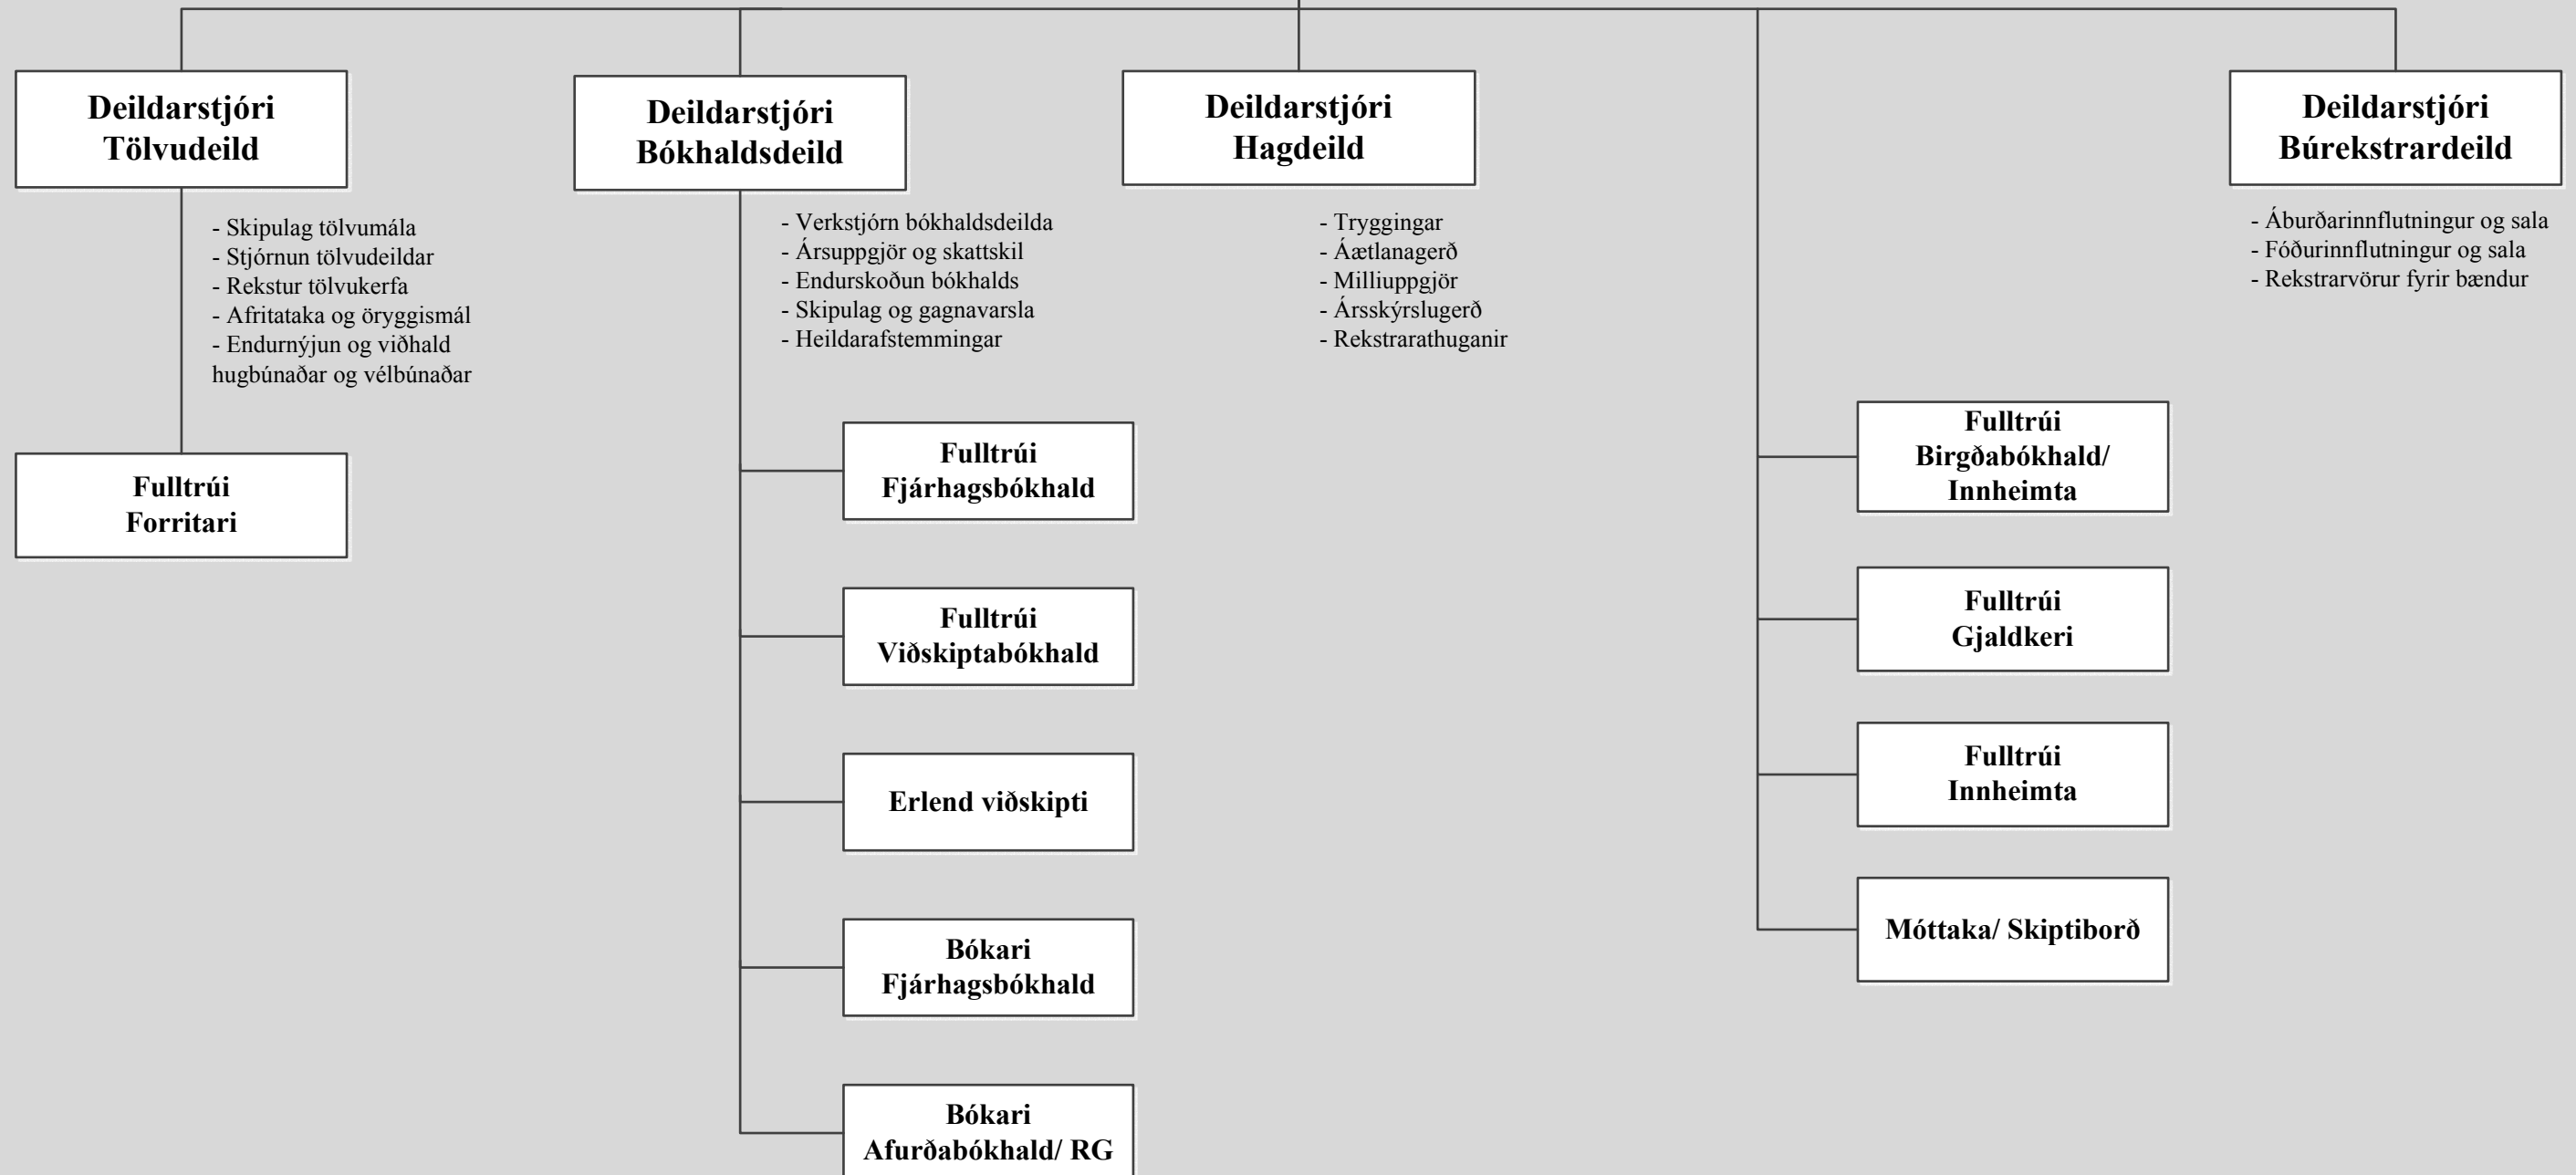 Deildarstjóri
Tölvudeild
- Skipulag tölvumála
- Stjórnun tölvudeildar
- Rekstur tölvukerfa
- Afritataka og öryggismál
- Endurnýjun og viðhald
hugbúnaðar og vélbúnaðar
Fulltrúi
Forritari
Deildarstjóri
Bókhaldsdeild
- Verkstjórn bókhaldsdeilda
- Ársuppgjör og skattskil
- Endurskoðun bókhalds
- Skipulag og gagnavarsla
- Heildarafstemmingar
Fulltrúi
Fjárhagsbókhald
Fulltrúi
Viðskiptabókhald
Erlend viðskipti
Bókari
Fjárhagsbókhald
Bókari
Afurðabókhald/ RG
Deildarstjóri
Hagdeild
- Tryggingar
- Áætlanagerð
- Milliuppgjör
- Ársskýrslugerð
- Rekstrarathuganir
Fulltrúi
Birgðabókhald/
Innheimta
Fulltrúi
Gjaldkeri
Fulltrúi
Innheimta
Móttaka/ Skiptiborð
Deildarstjóri
Búrekstrardeild
- Áburðarinnflutningur og sala
- Fóðurinnflutningur og sala
- Rekstrarvörur fyrir bændur